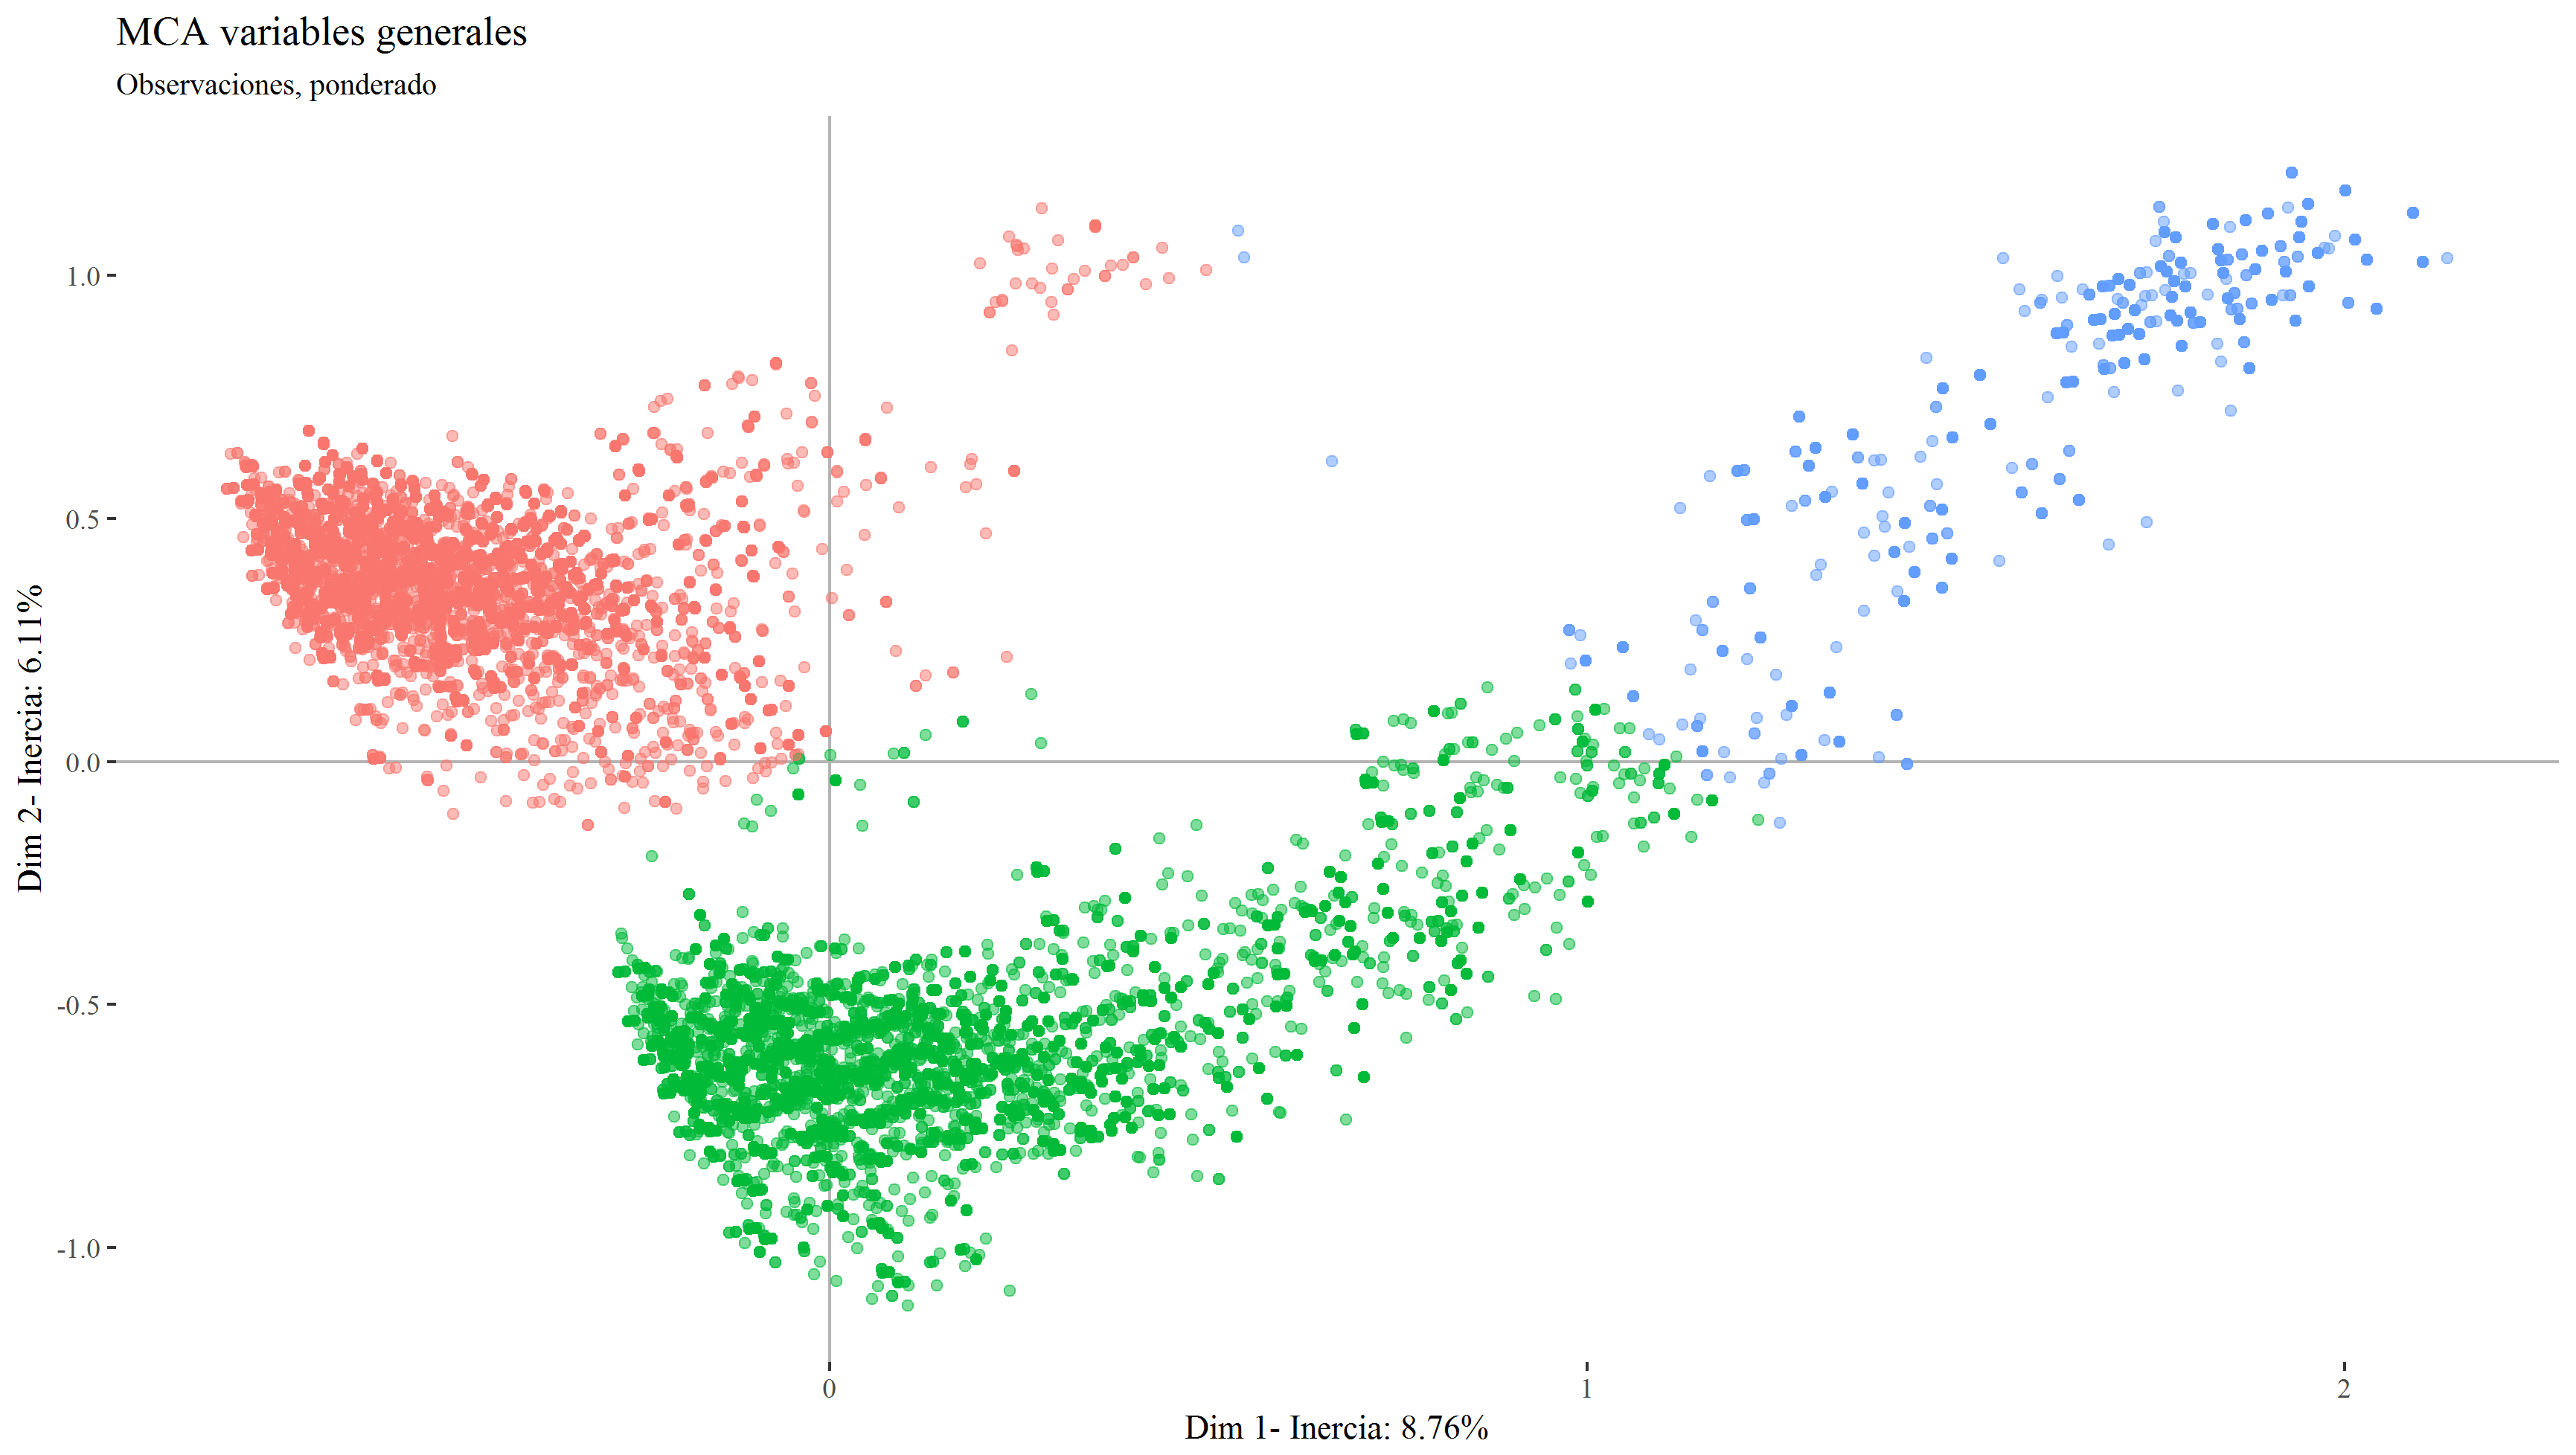 MCA variables generales
Observaciones, ponderado
1.0
0.5
0.0
-0.5
-1.0
Dim 2- Inercia: 6.11%
0
1
2
Dim 1- Inercia: 8.76%